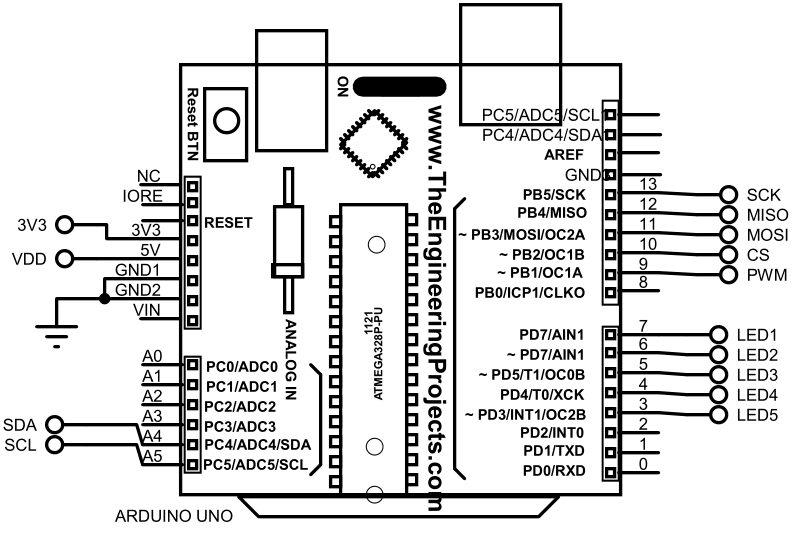 ON
Reset BTN
www.TheEngineeringProjects.com
PC5/ADC5/SCL
PC4/ADC4/SDA
AREF
GND3
NC
IORE
RESET
3V3
3V3
5V
VDD
GND1
GND2
VIN
13
PB5/SCK
SCK
12
PB4/MISO
MISO
11
~ PB3/MOSI/OC2A
MOSI
10
~ PB2/OC1B
CS
9
~ PB1/OC1A
PWM
8
PB0/ICP1/CLKO
1121
ATMEGA328P-PU
ANALOG IN
7
PD7/AIN1
LED1
6
~ PD7/AIN1
LED2
5
~ PD5/T1/OC0B
LED3
4
PD4/T0/XCK
LED4
3
~ PD3/INT1/OC2B
LED5
2
PD2/INT0
1
PD1/TXD
0
PD0/RXD
A0
PC0/ADC0
A1
PC1/ADC1
A2
PC2/ADC2
A3
PC3/ADC3
SDA
A4
PC4/ADC4/SDA
SCL
A5
PC5/ADC5/SCL
ARDUINO UNO